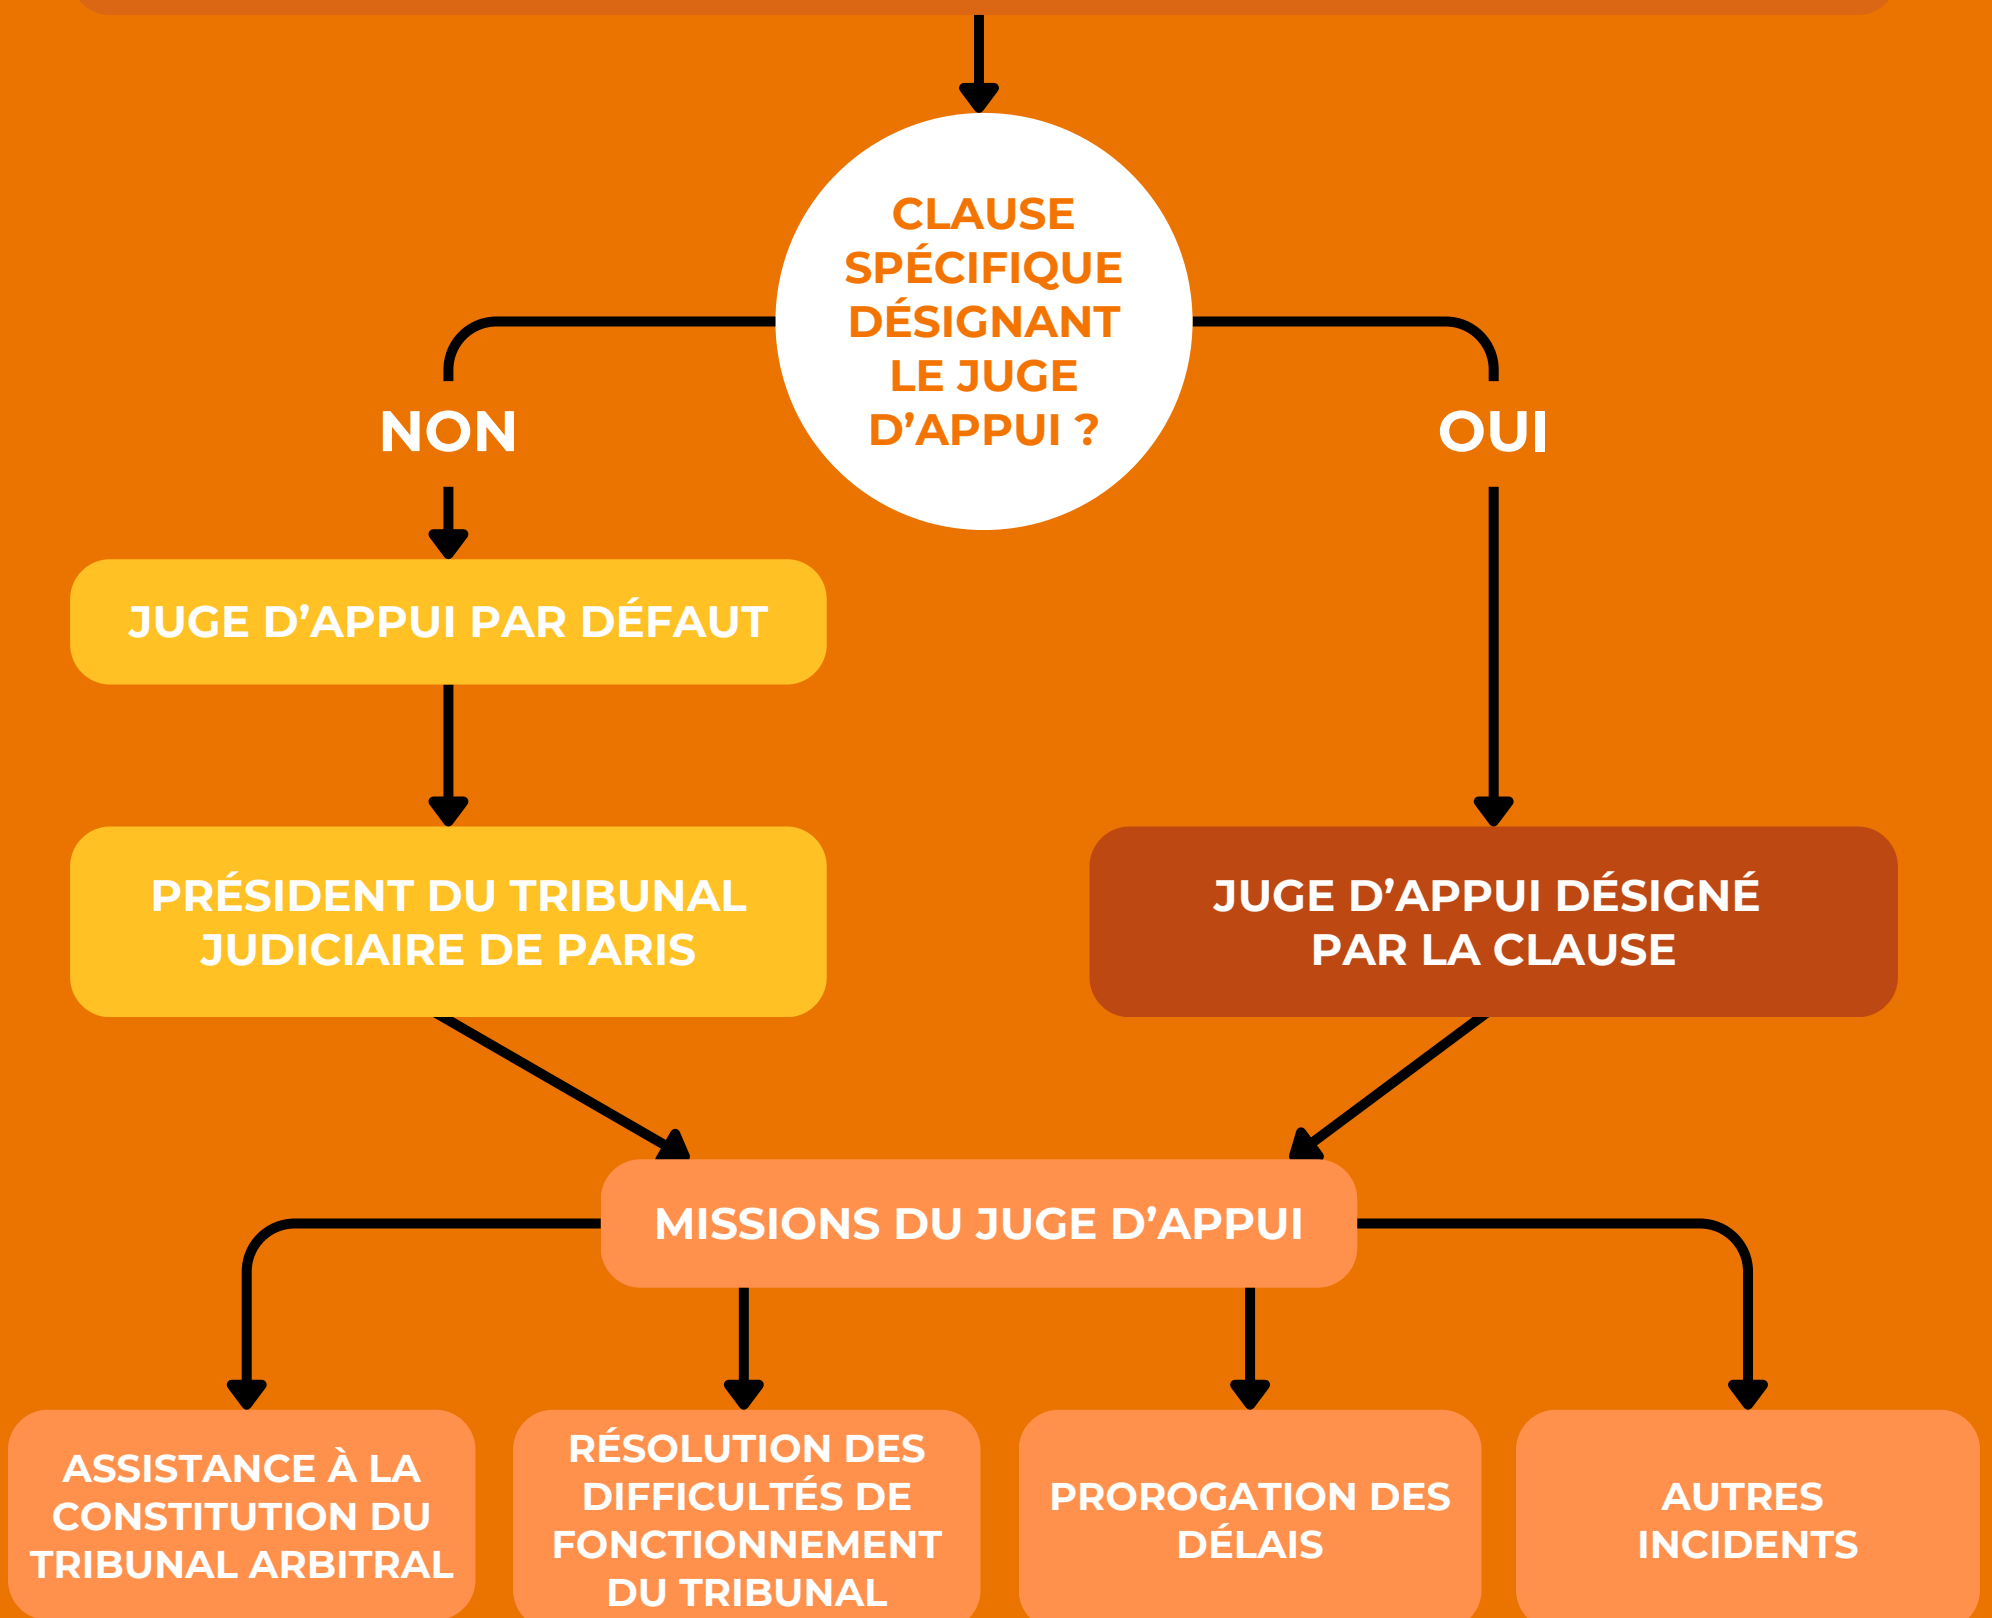 CLAUSE
SPÉCIFIQUE
DÉSIGNANT
LE JUGE
D’APPUI ?
NON
OUI
JUGE D’APPUI PAR DÉFAUT
PRÉSIDENT DU TRIBUNAL
JUDICIAIRE DE PARIS
JUGE D’APPUI DÉSIGNÉ
PAR LA CLAUSE
MISSIONS DU JUGE D’APPUI
ASSISTANCE À LA
CONSTITUTION DU
TRIBUNAL ARBITRAL
RÉSOLUTION DES
DIFFICULTÉS DE
FONCTIONNEMENT
DU TRIBUNAL
PROROGATION DES
DÉLAIS
AUTRES
INCIDENTS